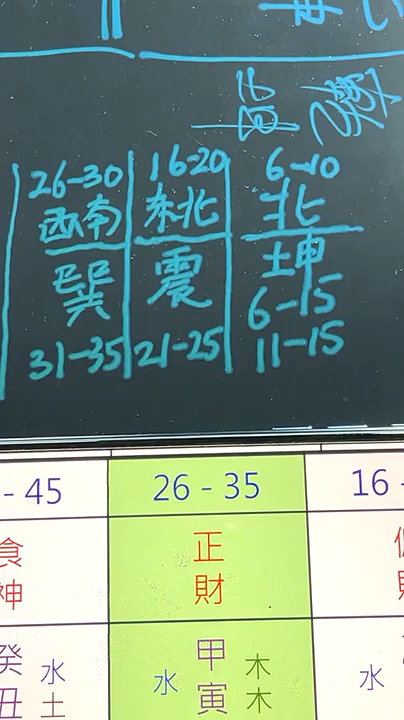 26-30 16-20 6-10
西南 东北 北
巽 震 坤
6-15
31-35 21-25 11-15
- 45 26 - 35 16 -
食神 正財
癸丑 水土 水 甲寅 木木 水